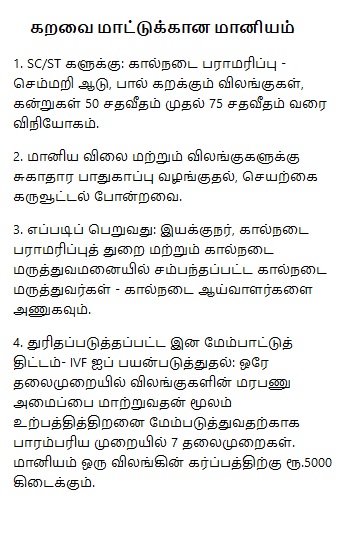 கறவை மாட்டுக்கான மானியம்
1. SC/ST களுக்கு: கால்நடை பராமரிப்பு -
செம்மறி ஆடு, பால் கறக்கும் விலங்குகள்,
கன்றுகள் 50 சதவீதம் முதல் 75 சதவீதம் வரை
விநியோகம்.
2. மானிய விலை மற்றும் விலங்குகளுக்கு
சுகாதார பாதுகாப்பு வழங்குதல், செயற்கை
கருவூட்டல் போன்றவை.
3. எப்படிப் பெறுவது: இயக்குநர், கால்நடை
பராமரிப்புத் துறை மற்றும் கால்நடை
மருத்துவமனையில் சம்பந்தப்பட்ட கால்நடை
மருத்துவர்கள் - கால்நடை ஆய்வாளர்களை
அணுகவும்.
4. துரிதப்படுத்தப்பட்ட இன மேம்பாட்டுத்
திட்டம்- IVF ஐப் பயன்படுத்துதல்: ஒரே
தலைமுறையில் விலங்குகளின் மரபணு
அமைப்பை மாற்றுவதன் மூலம்
உற்பத்தித்திறனை மேம்படுத்துவதற்காக
பாரம்பரிய முறையில் 7 தலைமுறைகள்.
மானியம் ஒரு விலங்கின் கர்ப்பத்திற்கு ரூ.5000
கிடைக்கும்.